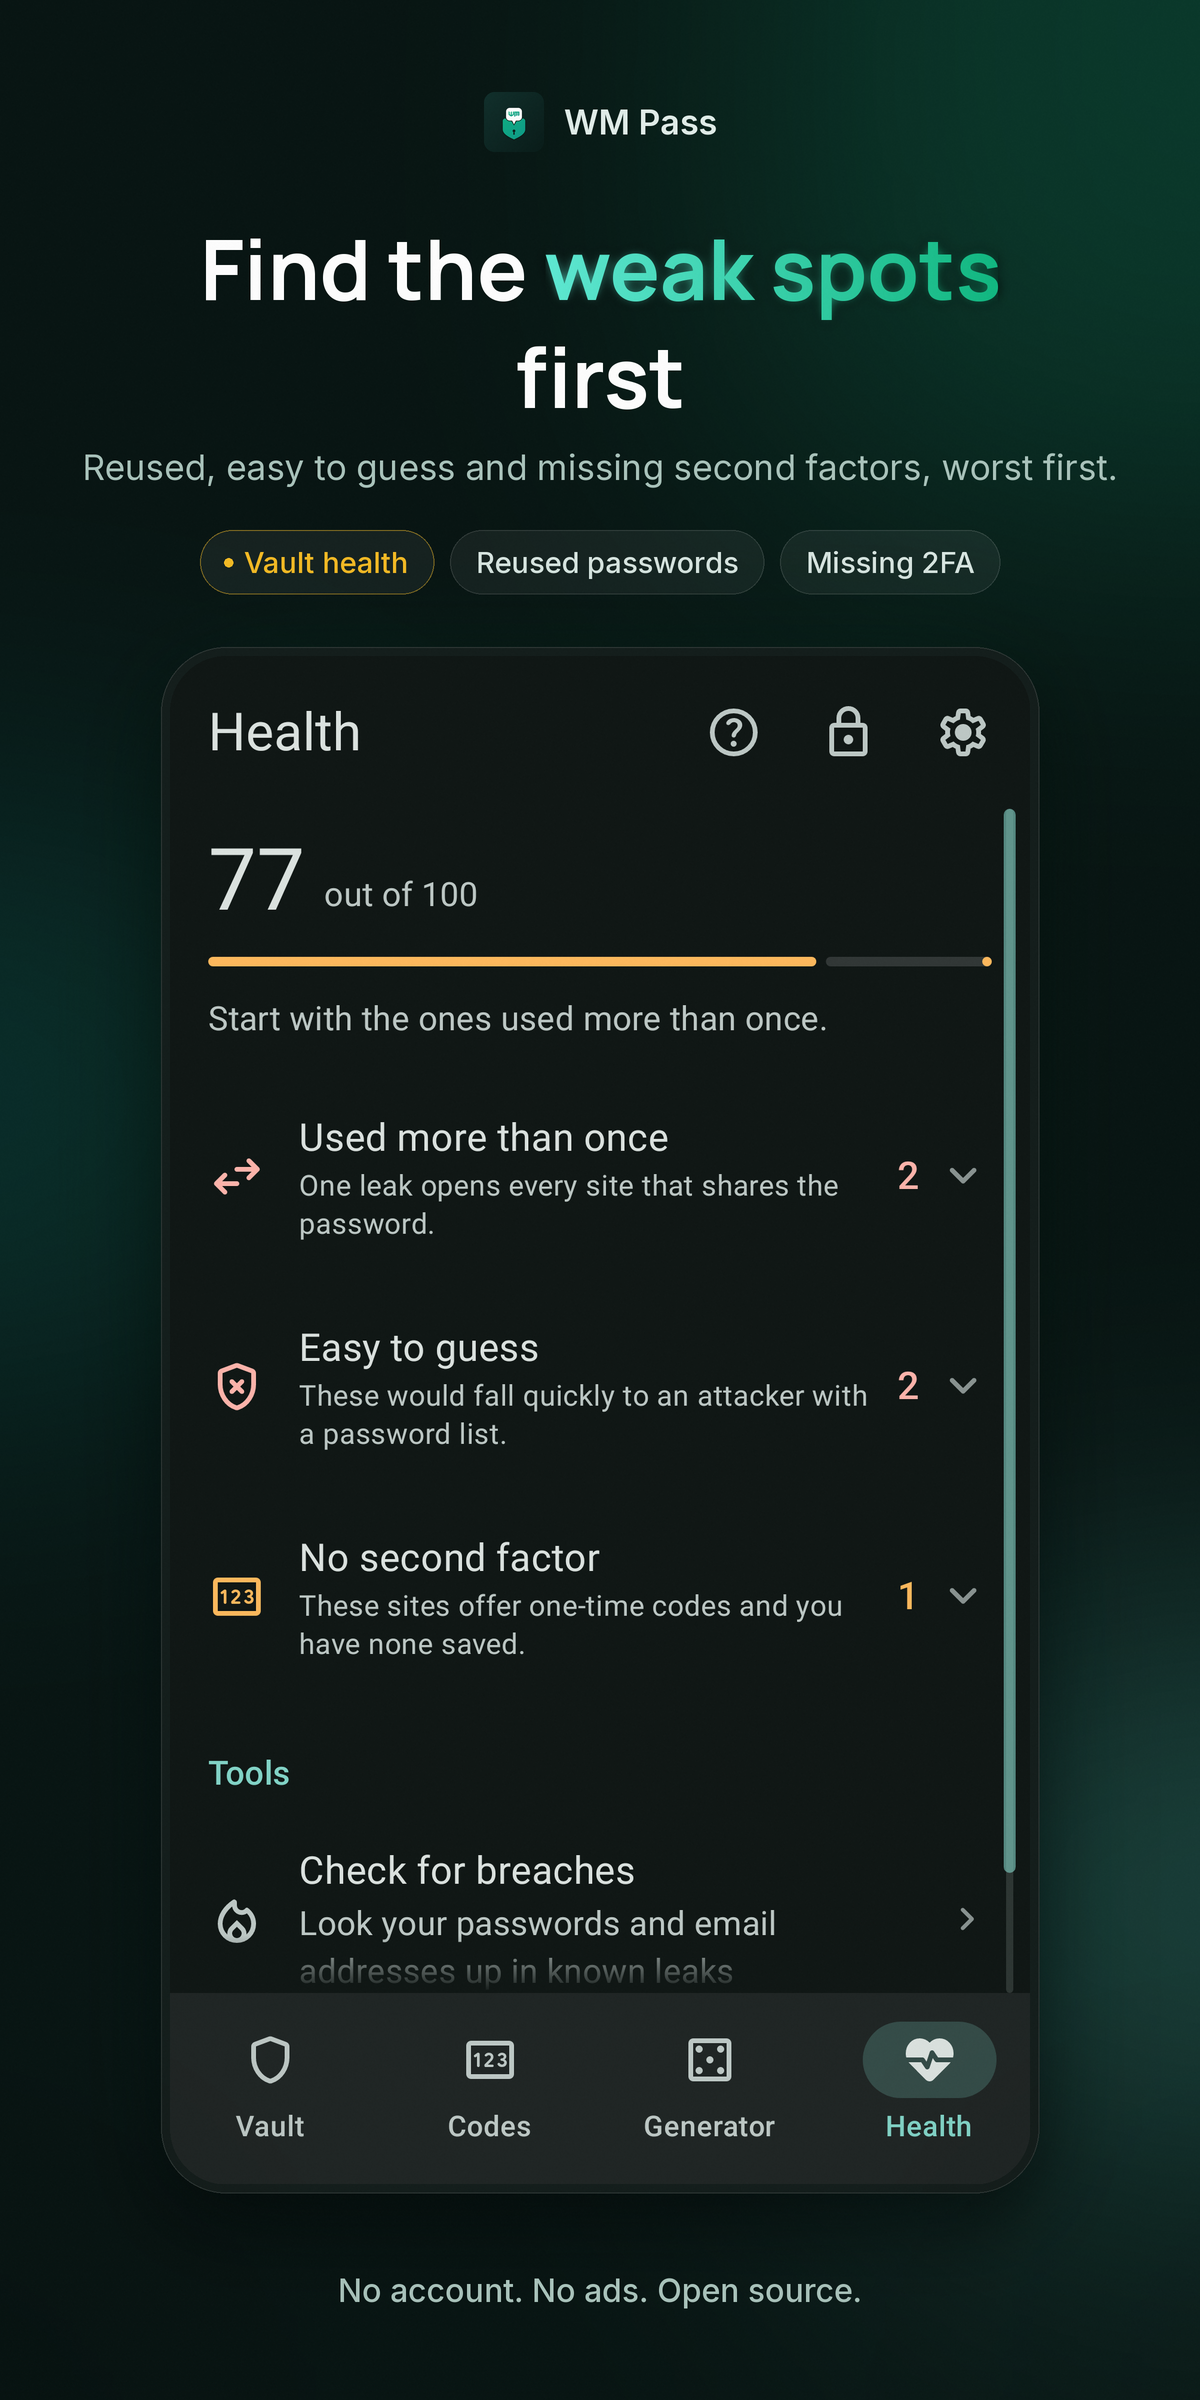 WM Pass
Find the weak spots
first
Reused, easy to guess and missing second factors, worst first.
• Vault health
Reused passwords
Missing 2FA
Health
77 out of 100
Start with the ones used more than once.
Used more than once
One leak opens every site that shares the
password.
2
Easy to guess
These would fall quickly to an attacker with
a password list.
2
No second factor
123
These sites offer one-time codes and you
have none saved.
1
Tools
Check for breaches
Look your passwords and email
addresses up in known leaks
123
Vault
Codes
Generator
Health
No account. No ads. Open source.